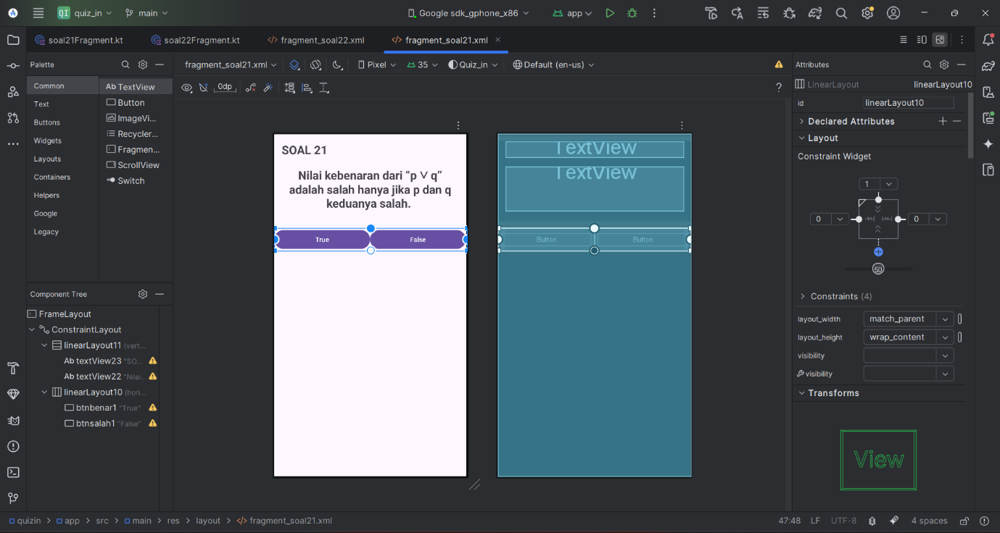 QI quiz_in main Google sdk_gphone_x86 app
soal21Fragment.kt soal22Fragment.kt fragment_soal22.xml fragment_soal21.xml
Palette fragment_soal21.xml Pixel 35 Quiz_in Default (en-us) Attributes
Common
Text
Buttons
Widgets
Layouts
Containers
Helpers
Google
Legacy
Ab TextView
Button
ImageVi...
Recycler...
Fragmen...
ScrollView
Switch
0dp
?
SOAL 21
Nilai kebenaran dari “p ∨ q”
adalah salah hanya jika p dan q
keduanya salah.
True False
TextView
TextView
Button Button
LinearLayout linearLayout10
id linearLayout10
Declared Attributes
Layout
Constraint Widget
1
0 0
50
Constraints (4)
layout_width match_parent
layout_height wrap_content
visibility
visibility
Transforms
View
Component Tree
FrameLayout
ConstraintLayout
linearLayout11 (vert...
Ab textView23 "SO...
Ab textView22 "Nilai...
linearLayout10 (hori...
btnbenar1 "True"
btnsalah1 "False"
quizin > app > src > main > res > layout > fragment_soal21.xml 47:48 LF UTF-8 4 spaces